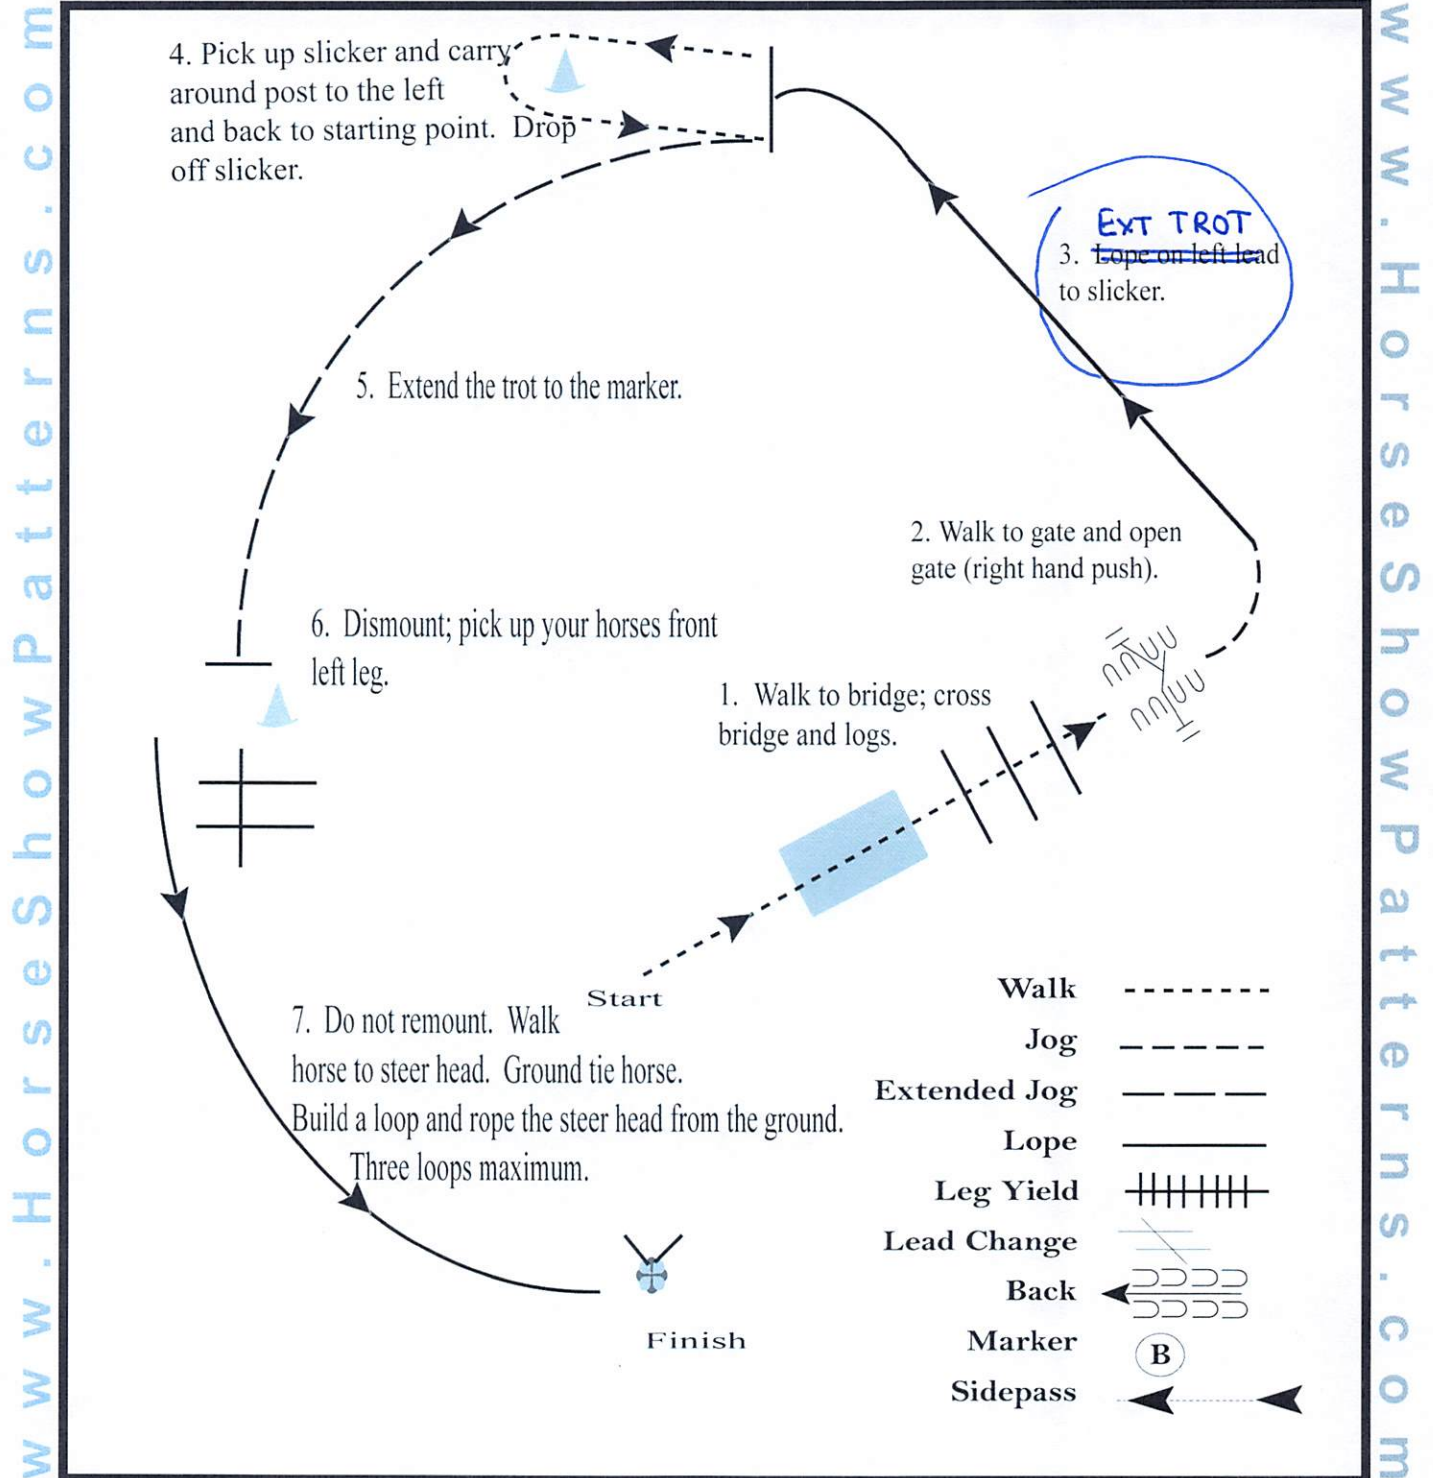 www.HorseShowPatterns.com
4. Pick up slicker and carry
around post to the left
and back to starting point. Drop
off slicker.
EXT TROT
3. Lope on left lead
to slicker.
5. Extend the trot to the marker.
2. Walk to gate and open
gate (right hand push).
6. Dismount; pick up your horses front
left leg.
1. Walk to bridge; cross
bridge and logs.
Start
7. Do not remount. Walk
horse to steer head. Ground tie horse.
Build a loop and rope the steer head from the ground.
Three loops maximum.
Finish
Walk
Jog
Extended Jog
Lope
Leg Yield
Lead Change
Back
Marker
B
Sidepass
www.HorseShowPatterns.com